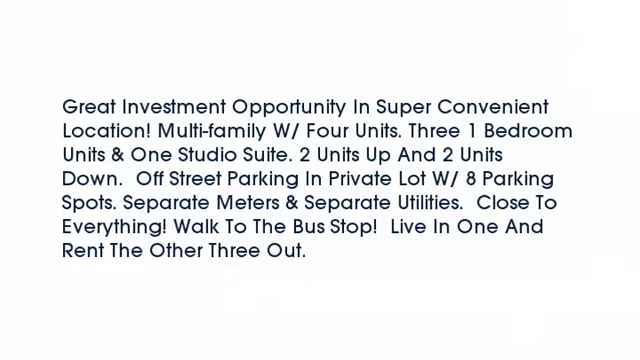 Great Investment Opportunity In Super Convenient
Location! Multi-family W/ Four Units. Three 1 Bedroom
Units & One Studio Suite. 2 Units Up And 2 Units
Down.  Off Street Parking In Private Lot W/ 8 Parking
Spots. Separate Meters & Separate Utilities.  Close To
Everything! Walk To The Bus Stop!  Live In One And
Rent The Other Three Out.